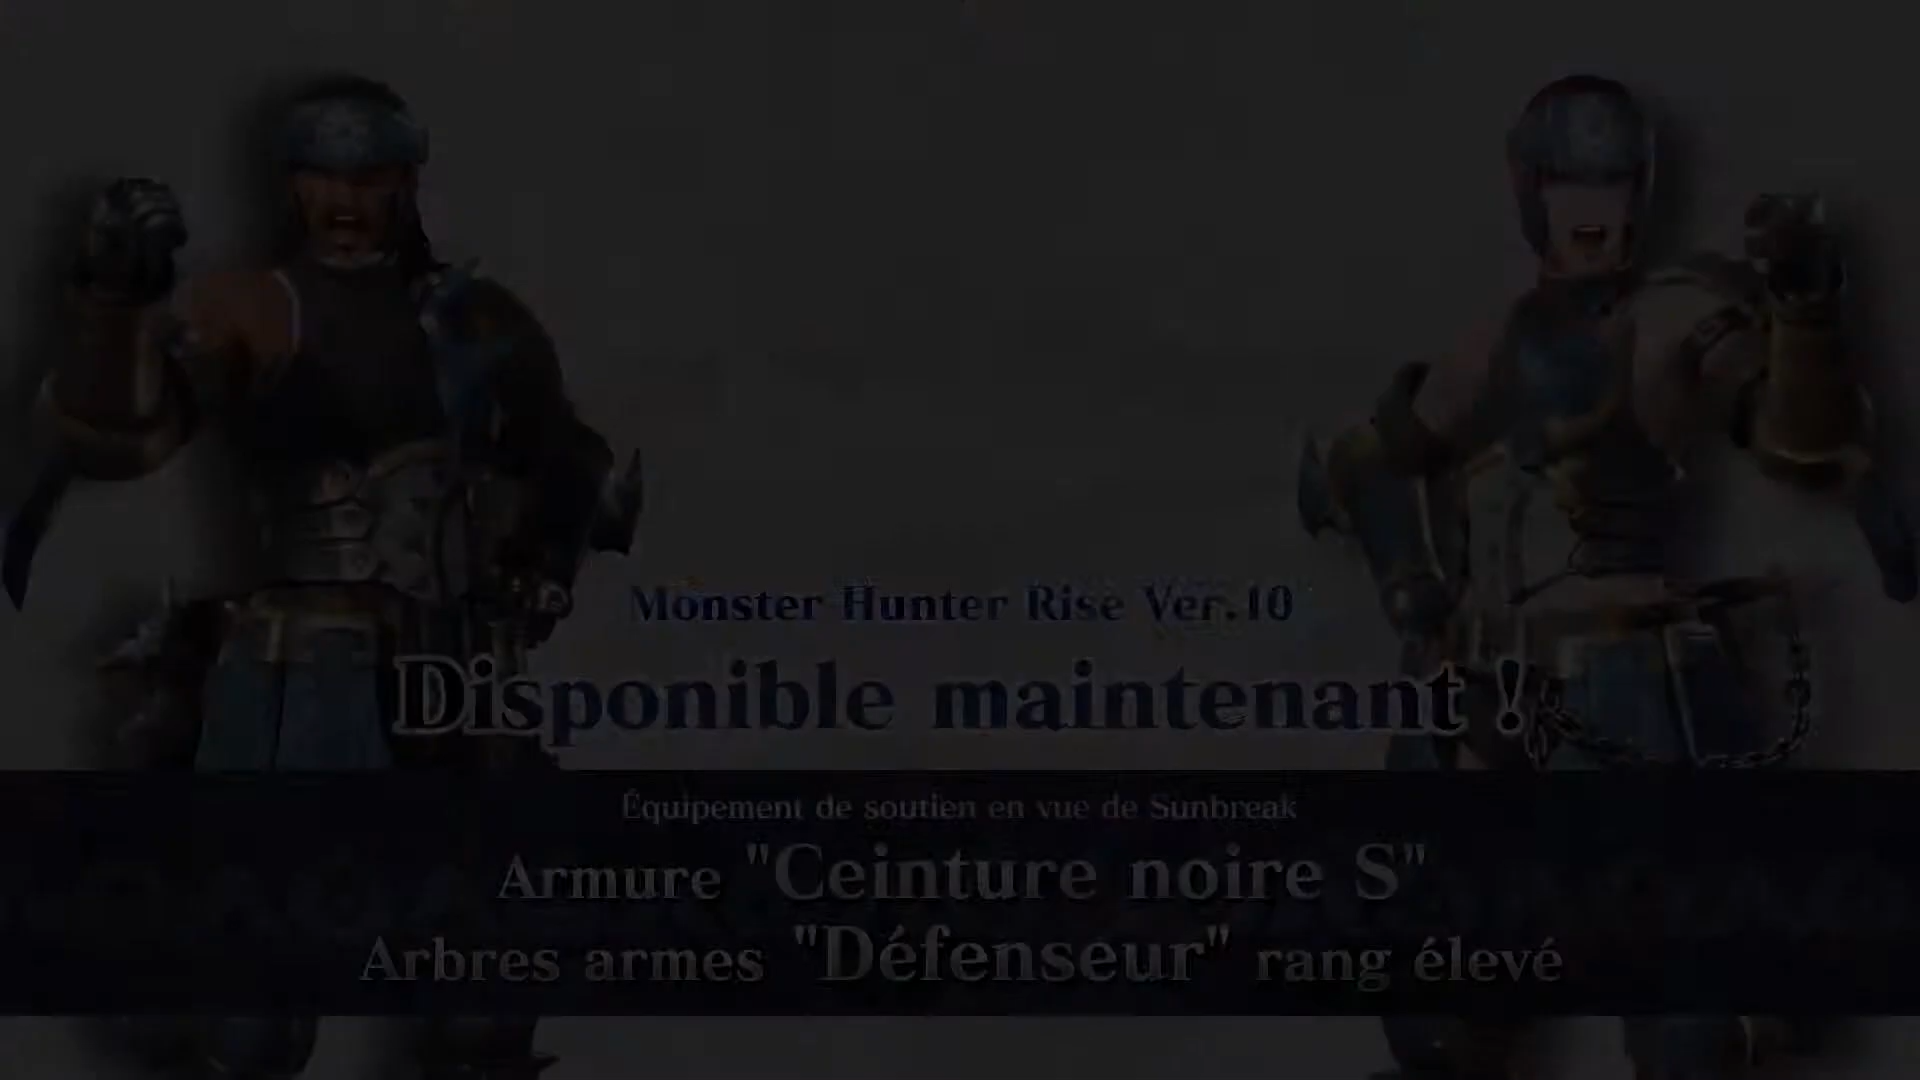 Monster Hunter Rise Ver.10
Disponible maintenant !
Équipement de soutien en vue de Sunbreak
Armure "Ceinture noire S"
Arbres armes "Défenseur" rang élevé